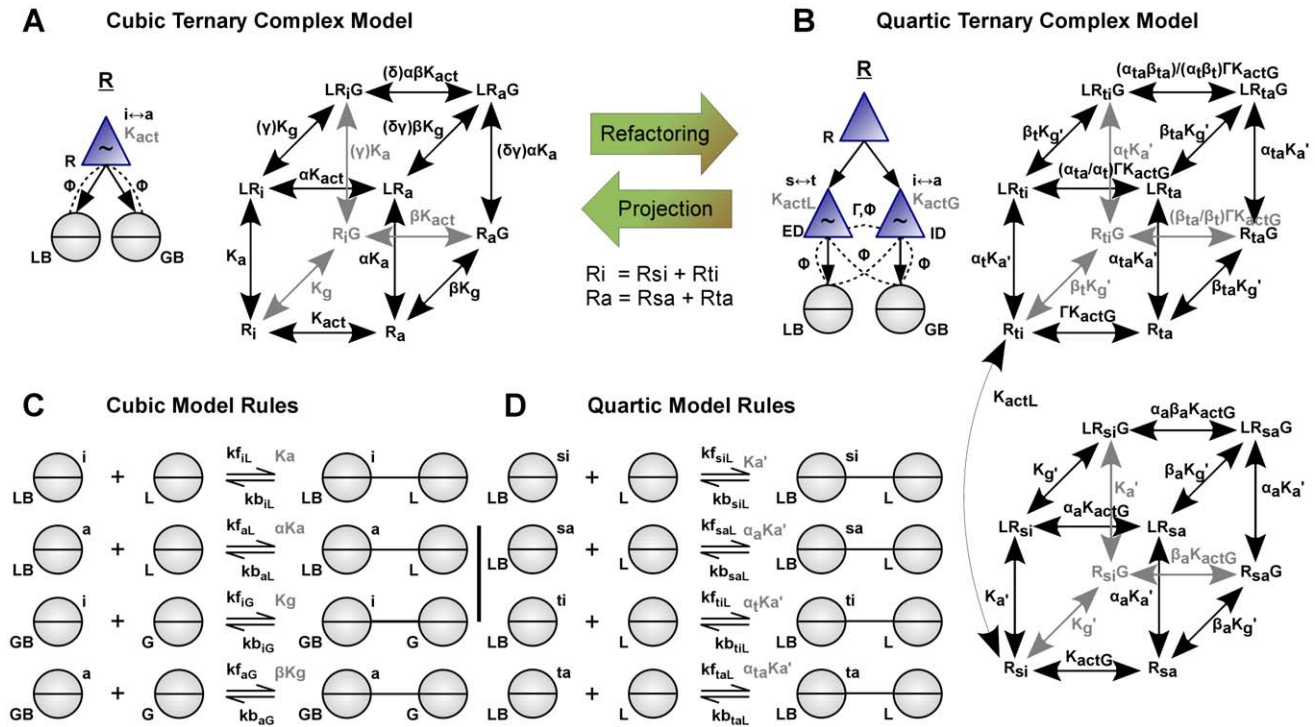 A Cubic Ternary Complex Model
R
i↔a
Kact
R
~
Φ Φ
LB GB
LRiG (δ)αβKact LRaG
(γ)Kg (γ)Ka (δγ)βKg (δγ)αKa
LRi αKact LRa
RiG βKact RaG
Ka Kg αKa βKg
Ri Kact Ra
Refactoring
Projection
Ri = Rsi + Rti
Ra = Rsa + Rta
B Quartic Ternary Complex Model
R
R
s↔t i↔a
KactL KactG
~ Γ,Φ ~
ED ID
Φ Φ Φ
LB GB
LRtiG (αtaβta)/(αtβt)ΓKactG LRtaG
βtKg' αtKa' βtaKg' αtaKa'
LRti (αta/αt)ΓKactG LRta
RtiG (βta/βt)ΓKactG RtaG
αtKa' βtKg' αtaKa' βtaKg'
Rti ΓKactG Rta
KactL
LRsiG αaβaKactG LRsaG
Kg' Ka' βaKg' αaKa'
LRsi αaKactG LRsa
RsiG βaKactG RsaG
Ka' Kg' αaKa' βaKg'
Rsi KactG Rsa
C Cubic Model Rules
LB i + L kfiL Ka kbiL i L
LB a + L kfaL αKa kbaL LB a L
GB i + G kfiG Kg kbiG GB i G
GB a + G kfaG βKg kbaG GB a G
D Quartic Model Rules
LB si + L kfsiL Ka' kbsiL LB si L
LB sa + L kfsaL αaKa' kbsaL LB sa L
LB ti + L kftiL αtKa' kbtiL LB ti L
LB ta + L kftaL αtaKa' kbtaL LB ta L